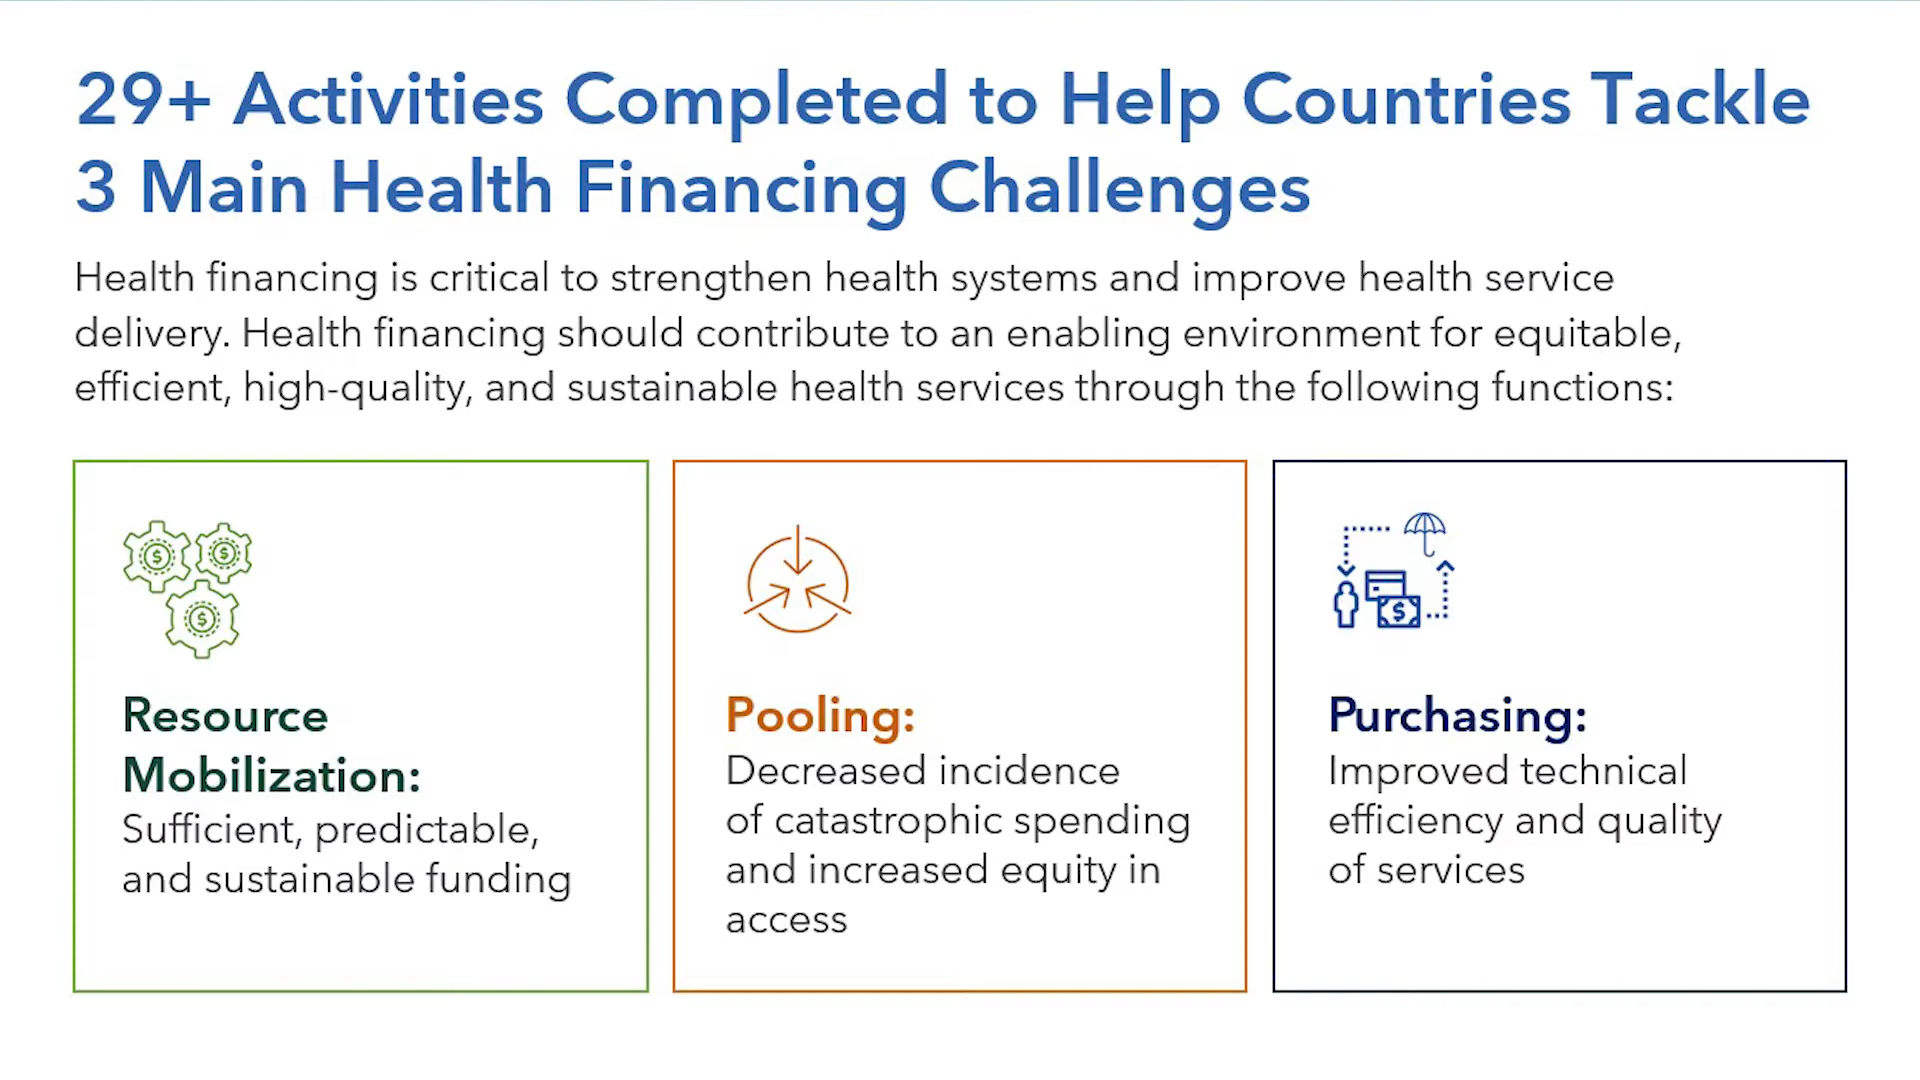 29+ Activities Completed to Help Countries Tackle
3 Main Health Financing Challenges
Health financing is critical to strengthen health systems and improve health service
delivery. Health financing should contribute to an enabling environment for equitable,
efficient, high-quality, and sustainable health services through the following functions:
Resource
Mobilization:
Sufficient, predictable,
and sustainable funding
Pooling:
Decreased incidence
of catastrophic spending
and increased equity in
access
Purchasing:
Improved technical
efficiency and quality
of services